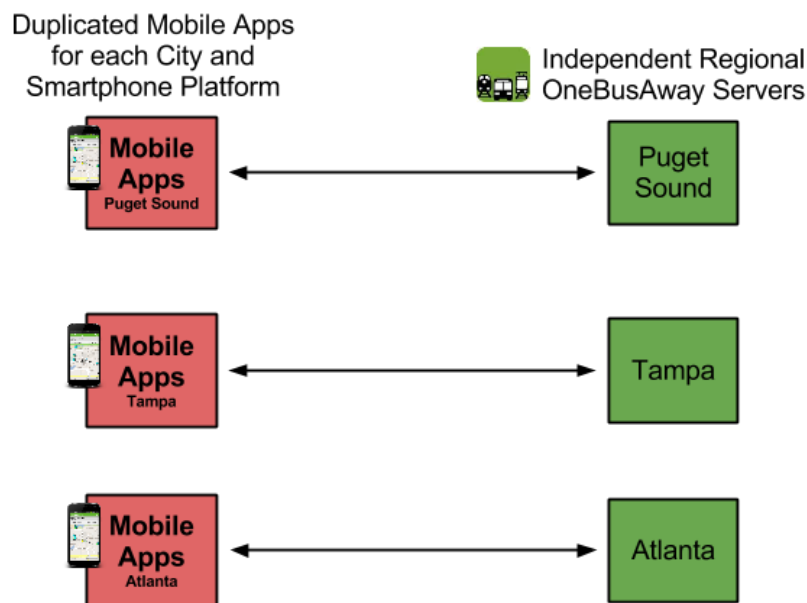 Duplicated Mobile Apps
for each City and
Smartphone Platform
Independent Regional
OneBusAway Servers
Mobile
Apps
Puget Sound
Puget
Sound
Mobile
Apps
Tampa
Tampa
Mobile
Apps
Atlanta
Atlanta